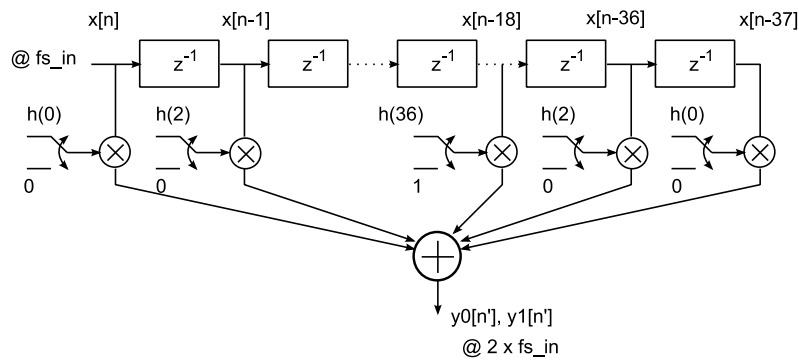 x[n] x[n-1] x[n-18] x[n-36] x[n-37]
@ fs_in z⁻¹ z⁻¹ z⁻¹ z⁻¹ z⁻¹
h(0) h(2) h(36) h(2) h(0)
0 0 1 0 0
y0[n'], y1[n']
@ 2 x fs_in